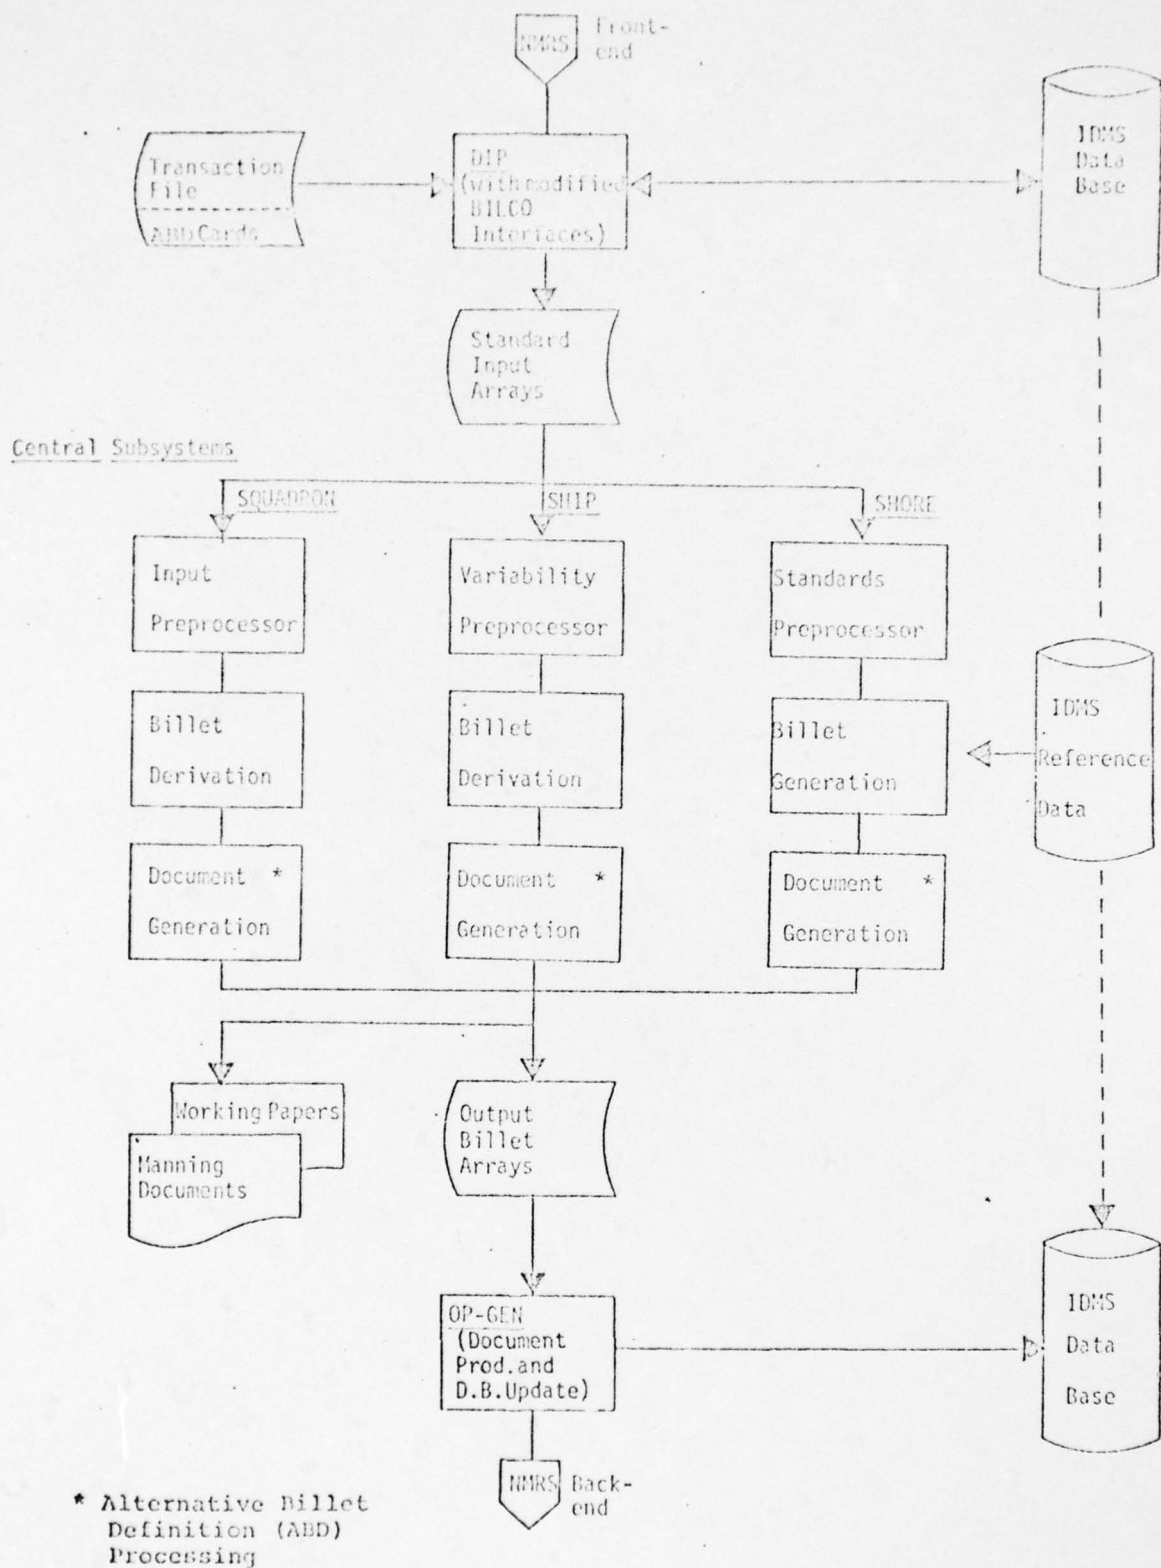 NMRS
Front-
end
Transaction
File
ABD Cards
DIP
(with modified
BILCO
Interfaces)
IDMS
Data
Base
Standard
Input
Arrays
Central Subsystems
SQUADRON
SHIP
SHORE
Input
Preprocessor
Variability
Preprocessor
Standards
Preprocessor
Billet
Derivation
Billet
Derivation
Billet
Generation
IDMS
Reference
Data
Document *
Generation
Document *
Generation
Document *
Generation
Working Papers
Manning
Documents
Output
Billet
Arrays
OP-GEN
(Document
Prod.and
D.B.Update)
IDMS
Data
Base
NMRS
Back-
end
* Alternative Billet
Definition (ABD)
Processing